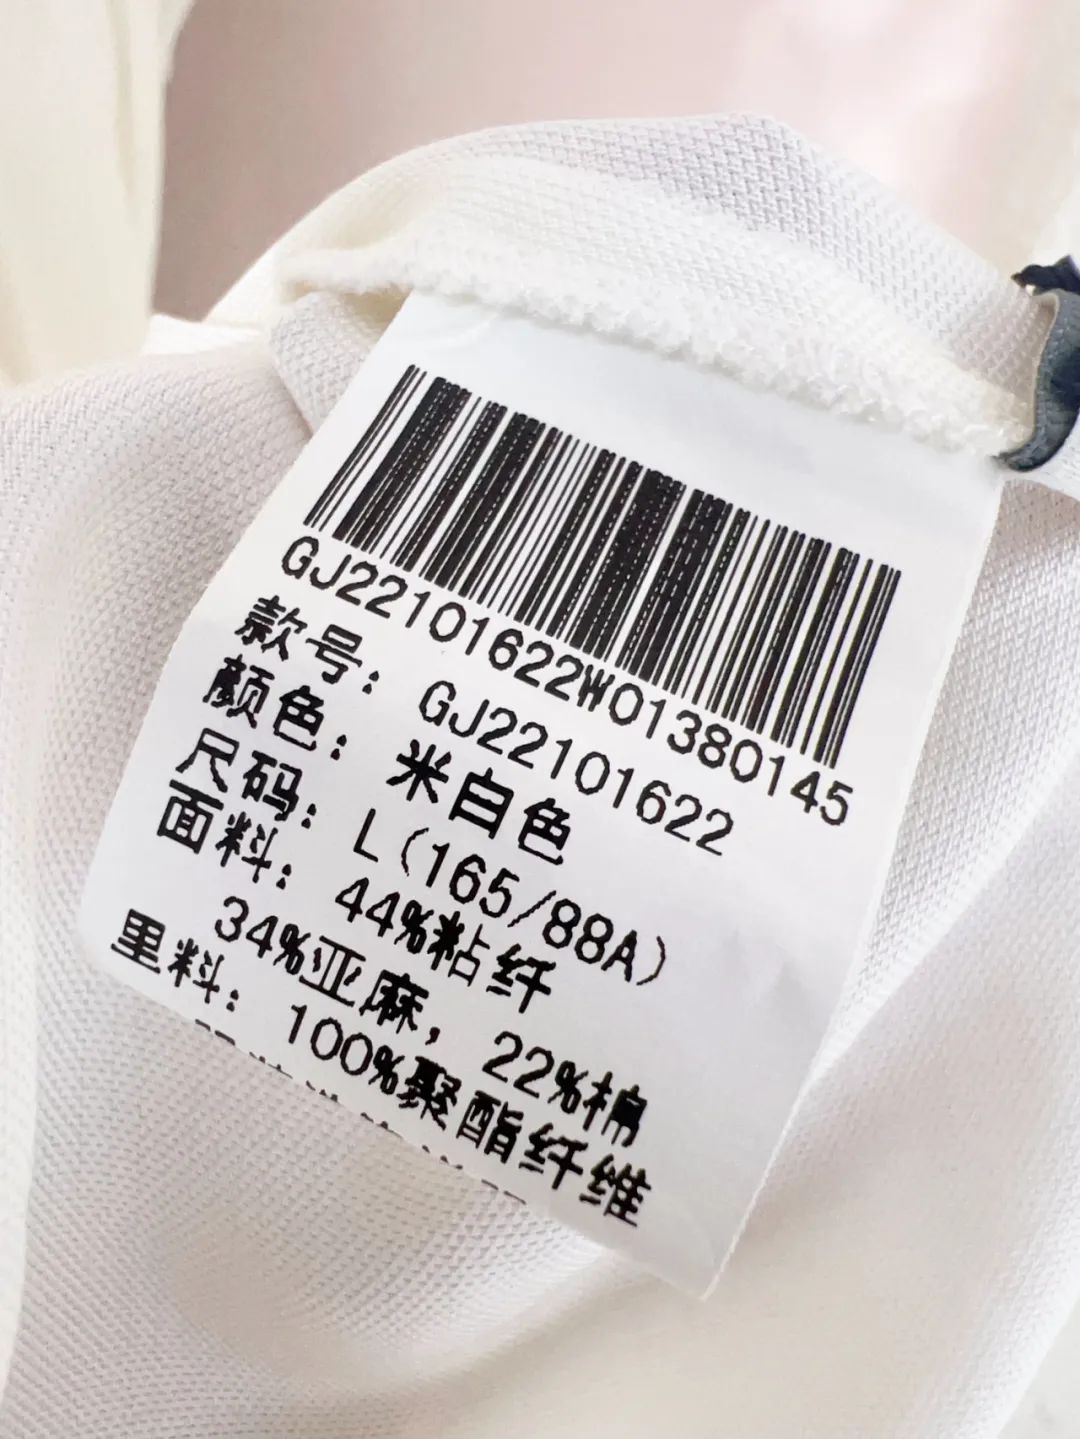 GJ22101622W01380145
款号：GJ22101622
颜色：米白色
尺码：L(165/88A)
面料：44%粘纤
34%亚麻，22%棉
里料：100%聚酯纤维